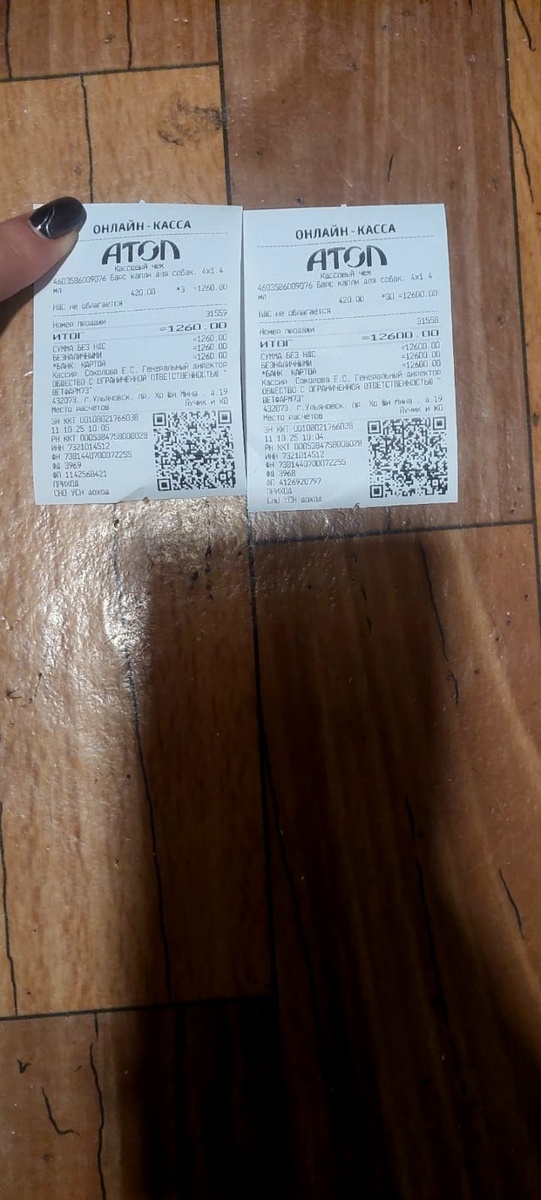 ОНЛАЙН-КАССА
АТОЛ
Кассовый чек
4603586009076 Барс капли для собак. 4x1.4
мл
420.00 *3 =1260.00
НДС не облагается
Номер продажи 31559
ИТОГ =1260.00
СУММА БЕЗ НДС =1260.00
БЕЗНАЛИЧНЫМИ =1260.00
*БАНК. КАРТОЙ =1260.00
Кассир Соколова Е.С. Генеральный директор
ОБЩЕСТВО С ОГРАНИЧЕННОЙ ОТВЕТСТВЕННОСТЬЮ "
ВЕТФАРМ73"
432073, г.Ульяновск, пр. Хо Ши Мина , д.19
Место расчетов Лучик и КО
ЗН ККТ 00108021766038
11.10.25 10:05
РН ККТ 0005384758008028
ИНН 7321014512
ФН 7381440700072255
ФД 3969
ФП 1142568421
ПРИХОД
СНО УСН доход
ОНЛАЙН-КАССА
АТОЛ
Кассовый чек
4603586009076 Барс капли для собак. 4x1.4
мл
420.00 *30 =12600.00
НДС не облагается
Номер продажи 31558
ИТОГ =12600.00
СУММА БЕЗ НДС =12600.00
БЕЗНАЛИЧНЫМИ =12600.00
*БАНК. КАРТОЙ =12600.00
Кассир Соколова Е.С. Генеральный директор
ОБЩЕСТВО С ОГРАНИЧЕННОЙ ОТВЕТСТВЕННОСТЬЮ "
ВЕТФАРМ73"
432073, г.Ульяновск, пр. Хо Ши Мина , д.19
Место расчетов Лучик и КО
ЗН ККТ 00108021766038
11.10.25 10:04
РН ККТ 0005384758008028
ИНН 7321014512
ФН 7381440700072255
ФД 3968
ФП 4126920797
ПРИХОД
СНО УСН доход